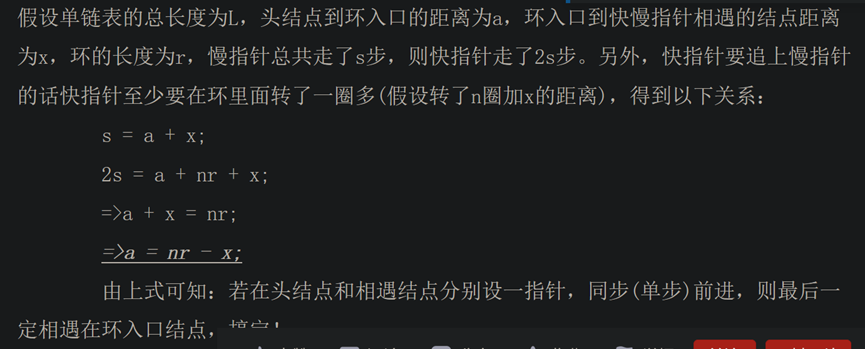 假设单链表的总长度为L，头结点到环入口的距离为a，环入口到快慢指针相遇的结点距离
为x，环的长度为r，慢指针总共走了s步，则快指针走了2s步。另外，快指针要追上慢指针
的话快指针至少要在环里面转了一圈多(假设转了n圈加x的距离)，得到以下关系：
s = a + x;
2s = a + nr + x;
=>a + x = nr;
=>a = nr - x;
由上式可知：若在头结点和相遇结点分别设一指针，同步(单步)前进，则最后一
定相遇在环入口结点，